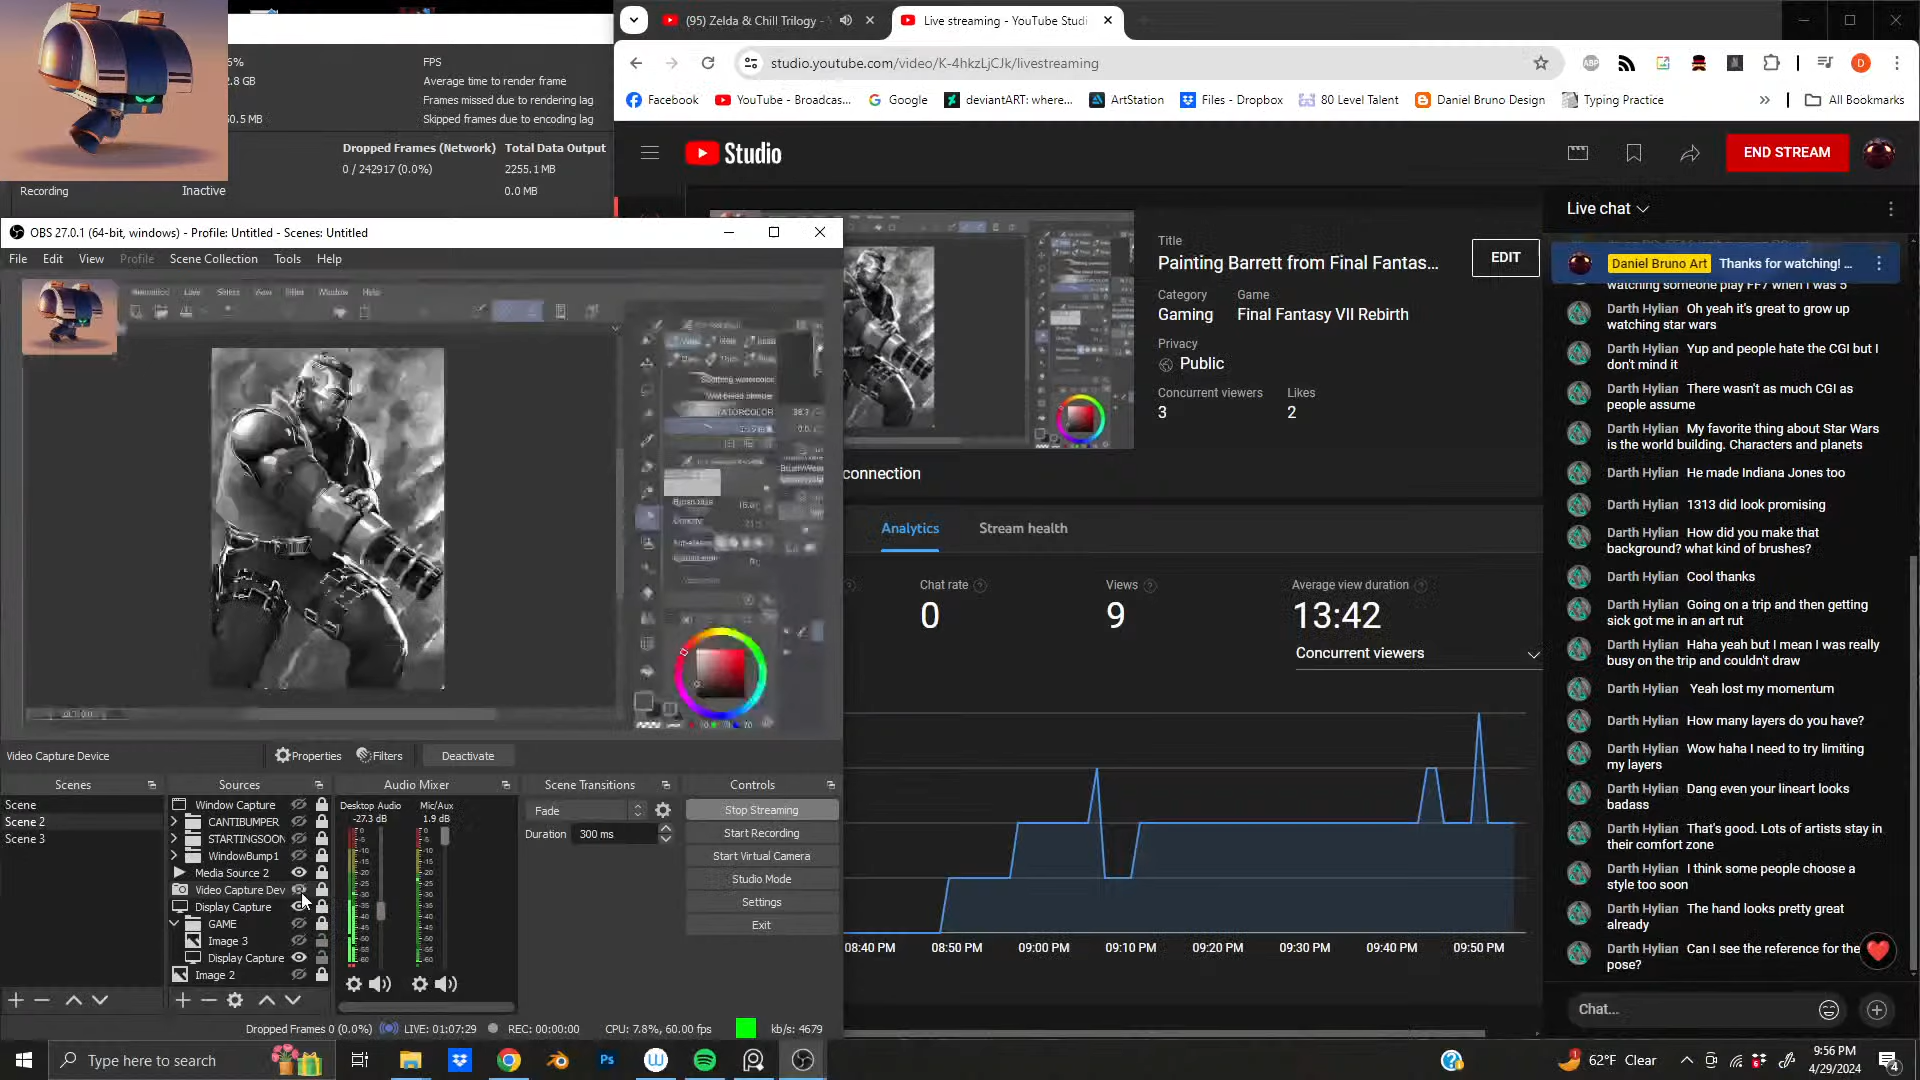 (95) Zelda & Chill Trilogy -
Live streaming - YouTube Studi
studio.youtube.com/video/K-4hkzLjCJk/livestreaming
Facebook
YouTube - Broadcas...
Google
deviantART: where...
ArtStation
Files - Dropbox
80 Level Talent
Daniel Bruno Design
Typing Practice
All Bookmarks
FPS
Average time to render frame
Frames missed due to rendering lag
Skipped frames due to encoding lag
Dropped Frames (Network)
Total Data Output
0 / 242917 (0.0%)
2255.1 MB
Recording
Inactive
0.0 MB
Studio
END STREAM
OBS 27.0.1 (64-bit, windows) - Profile: Untitled - Scenes: Untitled
File
Edit
View
Profile
Scene Collection
Tools
Help
Title
Painting Barrett from Final Fantas...
EDIT
Category
Game
Gaming
Final Fantasy VII Rebirth
Privacy
Public
Concurrent viewers
Likes
3
2
connection
Analytics
Stream health
Chat rate
Views
Average view duration
0
9
13:42
Concurrent viewers
08:40 PM
08:50 PM
09:00 PM
09:10 PM
09:20 PM
09:30 PM
09:40 PM
09:50 PM
Live chat
Daniel Bruno Art Thanks for watching! ...
watching someone play FF7 when I was 5
Darth Hylian Oh yeah it's great to grow up
watching star wars
Darth Hylian Yup and people hate the CGI but I
don't mind it
Darth Hylian There wasn't as much CGI as
people assume
Darth Hylian My favorite thing about Star Wars
is the world building. Characters and planets
Darth Hylian He made Indiana Jones too
Darth Hylian 1313 did look promising
Darth Hylian How did you make that
background? what kind of brushes?
Darth Hylian Cool thanks
Darth Hylian Going on a trip and then getting
sick got me in an art rut
Darth Hylian Haha yeah but I mean I was really
busy on the trip and couldn't draw
Darth Hylian Yeah lost my momentum
Darth Hylian How many layers do you have?
Darth Hylian Wow haha I need to try limiting
my layers
Darth Hylian Dang even your lineart looks
badass
Darth Hylian That's good. Lots of artists stay in
their comfort zone
Darth Hylian I think some people choose a
style too soon
Darth Hylian The hand looks pretty great
already
Darth Hylian Can I see the reference for the
pose?
Chat...
Video Capture Device
Properties
Filters
Deactivate
Scenes
Sources
Audio Mixer
Scene Transitions
Controls
Scene
Scene 2
Scene 3
Window Capture
CANTIBUMPER
STARTINGSOON
WindowBump1
Media Source 2
Video Capture Dev
Display Capture
GAME
Image 3
Display Capture
Image 2
Desktop Audio
Mic/Aux
-27.3 dB
1.9 dB
Fade
Duration
300 ms
Stop Streaming
Start Recording
Start Virtual Camera
Studio Mode
Settings
Exit
Dropped Frames 0 (0.0%)
LIVE: 01:07:29
REC: 00:00:00
CPU: 7.8%, 60.00 fps
kb/s: 4679
Type here to search
62°F Clear
9:56 PM
4/29/2024